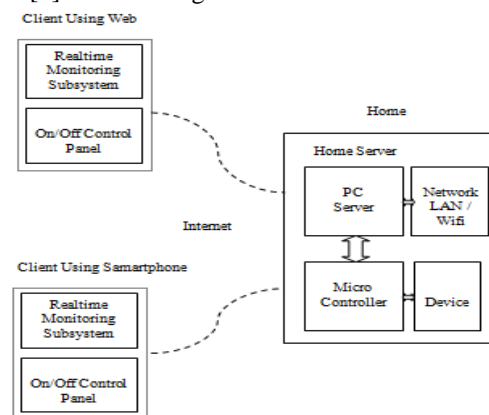 Client Using Web
Realtime
Monitoring
Subsystem
On/Off Control
Panel
Home
Home Server
PC
Server
Network
LAN /
Wifi
Internet
Micro
Controller
Device
Client Using Samartphone
Realtime
Monitoring
Subsystem
On/Off Control
Panel